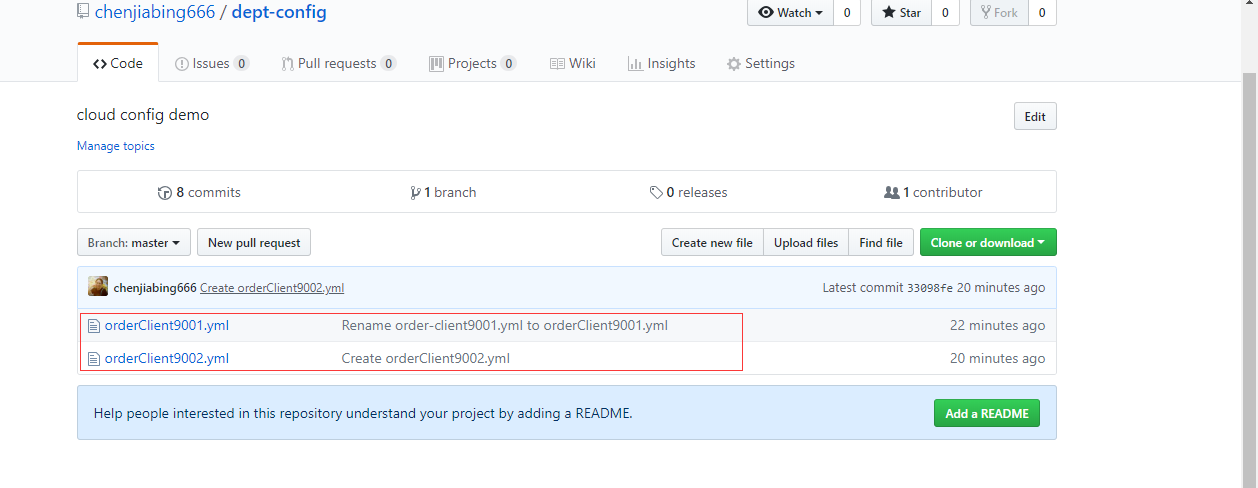 chenjiabing666 / dept-config Watch 0 Star 0 Fork 0
Code Issues 0 Pull requests 0 Projects 0 Wiki Insights Settings
cloud config demo Edit
Manage topics
8 commits 1 branch 0 releases 1 contributor
Branch: master New pull request Create new file Upload files Find file Clone or download
chenjiabing666 Create orderClient9002.yml Latest commit 33098fe 20 minutes ago
orderClient9001.yml Rename order-client9001.yml to orderClient9001.yml 22 minutes ago
orderClient9002.yml Create orderClient9002.yml 20 minutes ago
Help people interested in this repository understand your project by adding a README. Add a README